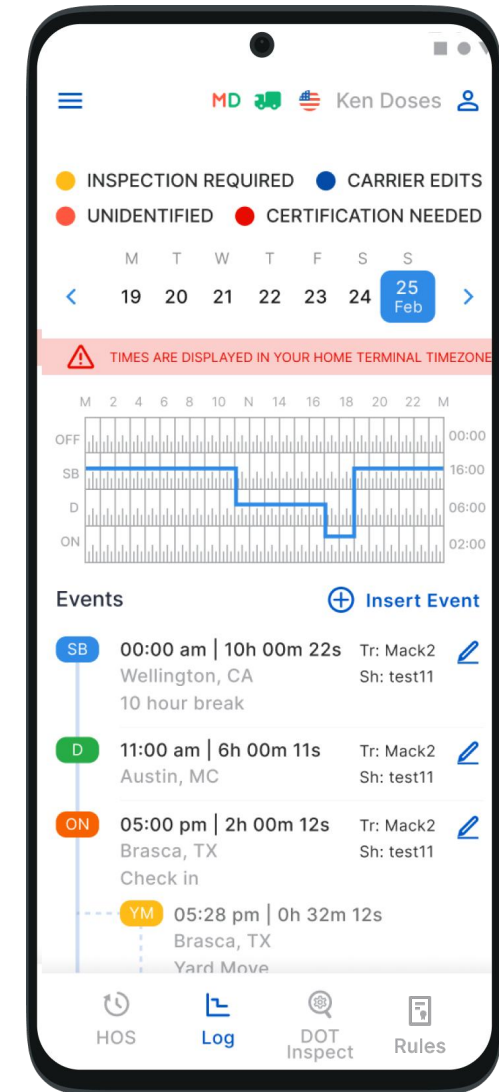 MD Ken Doses
INSPECTION REQUIRED CARRIER EDITS
UNIDENTIFIED CERTIFICATION NEEDED
M T W T F S S
19 20 21 22 23 24 25
Feb
TIMES ARE DISPLAYED IN YOUR HOME TERMINAL TIMEZONE
M 2 4 6 8 10 N 14 16 18 20 22 M
OFF 00:00
SB 16:00
D 06:00
ON 02:00
Events Insert Event
SB 00:00 am | 10h 00m 22s Tr: Mack2
Wellington, CA Sh: test11
10 hour break
D 11:00 am | 6h 00m 11s Tr: Mack2
Austin, MC Sh: test11
ON 05:00 pm | 2h 00m 12s Tr: Mack2
Brasca, TX Sh: test11
Check in
YM 05:28 pm | 0h 32m 12s
Brasca, TX
Yard Move
HOS Log DOT Inspect Rules